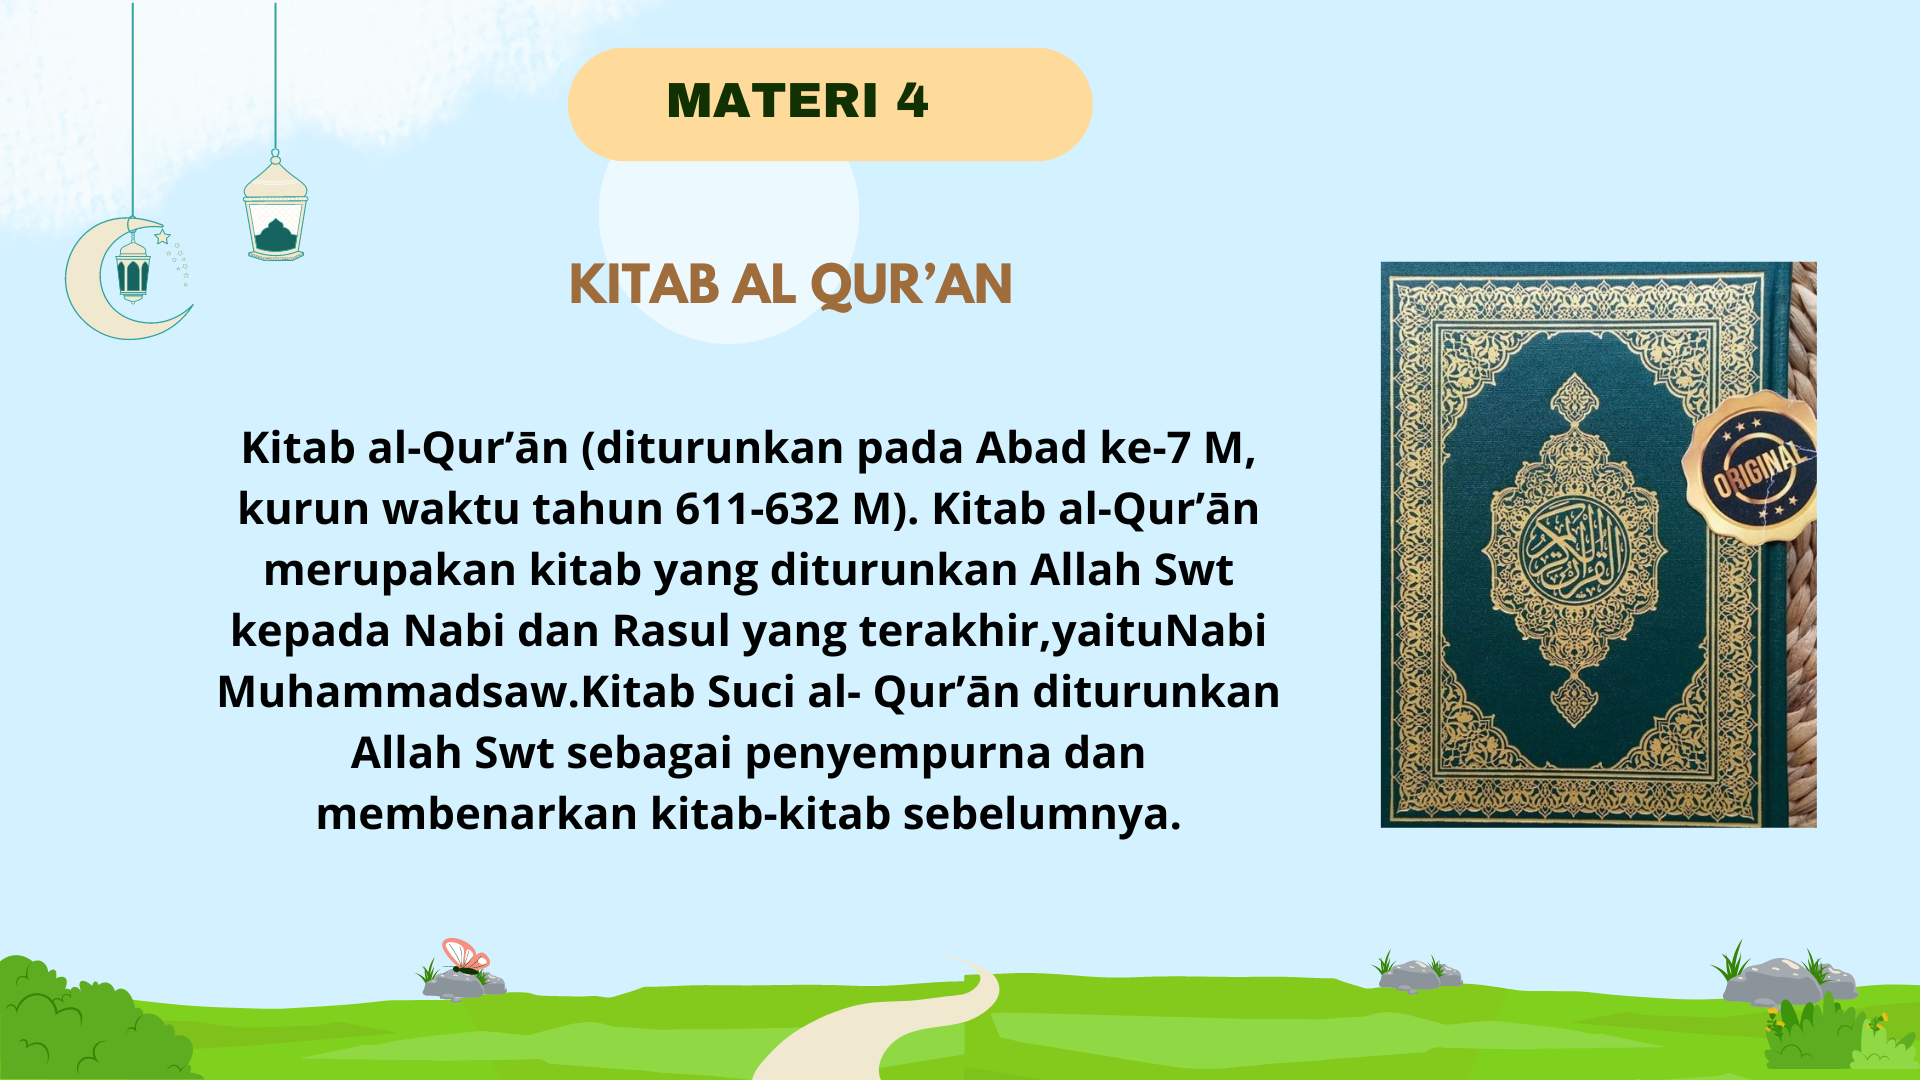 MATERI 4
KITAB AL QUR’AN
Kitab al-Qur’ān (diturunkan pada Abad ke-7 M,
kurun waktu tahun 611-632 M). Kitab al-Qur’ān
merupakan kitab yang diturunkan Allah Swt
kepada Nabi dan Rasul yang terakhir,yaituNabi
Muhammadsaw.Kitab Suci al- Qur’ān diturunkan
Allah Swt sebagai penyempurna dan
membenarkan kitab-kitab sebelumnya.
ORIGINAL
القرآن الكريم